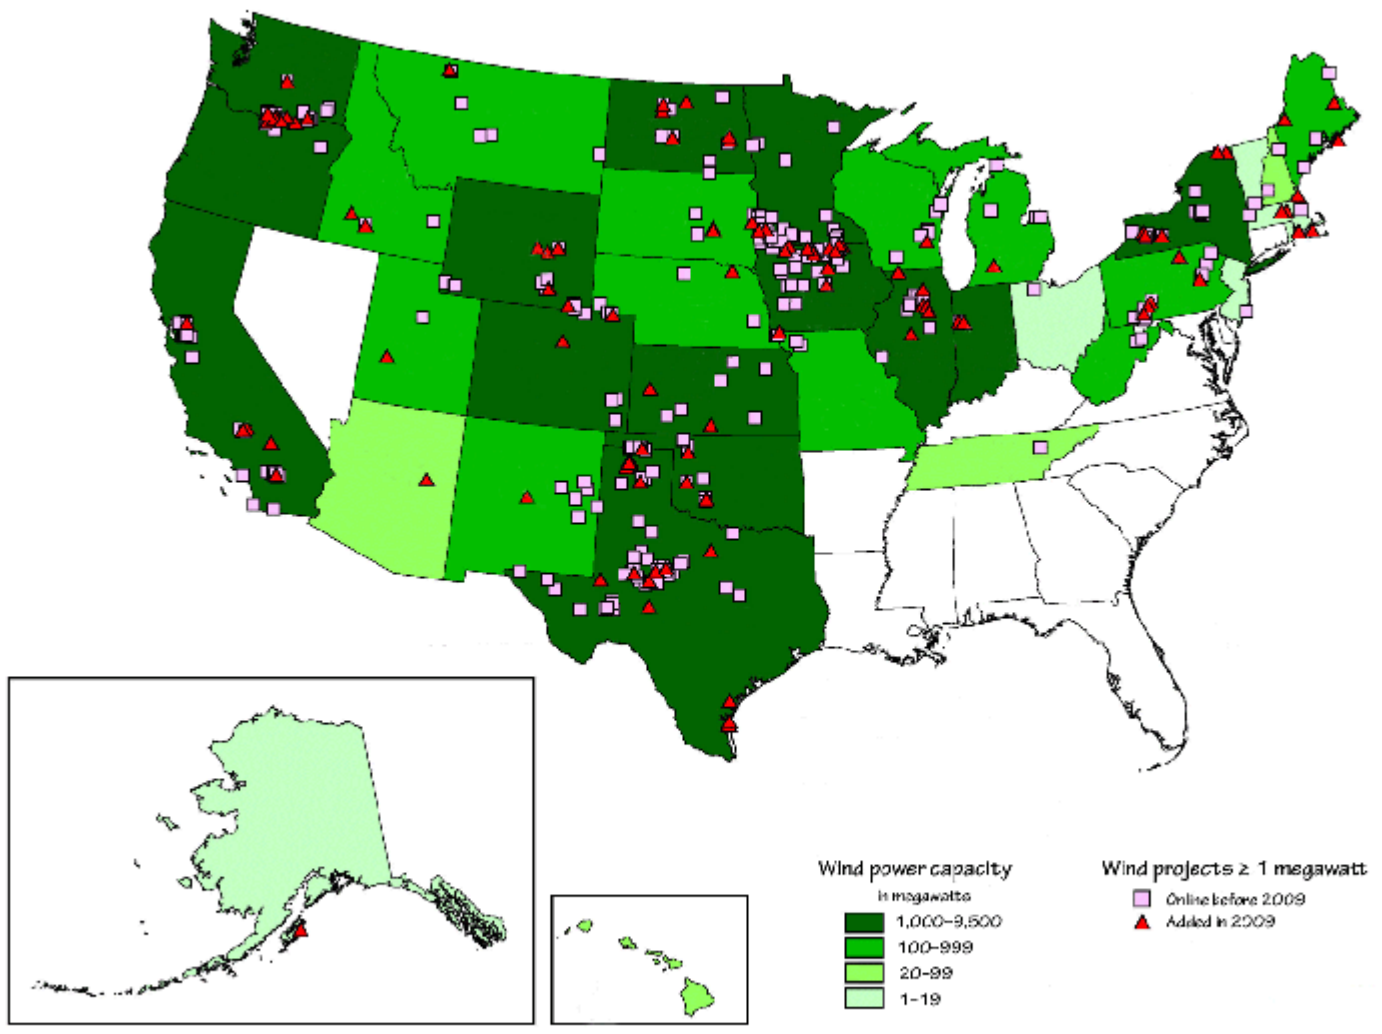 Wind power capacity
in megawatts
1,000–9,500
100–999
20–99
1–19
Wind projects ≥ 1 megawatt
Online before 2009
Added in 2009